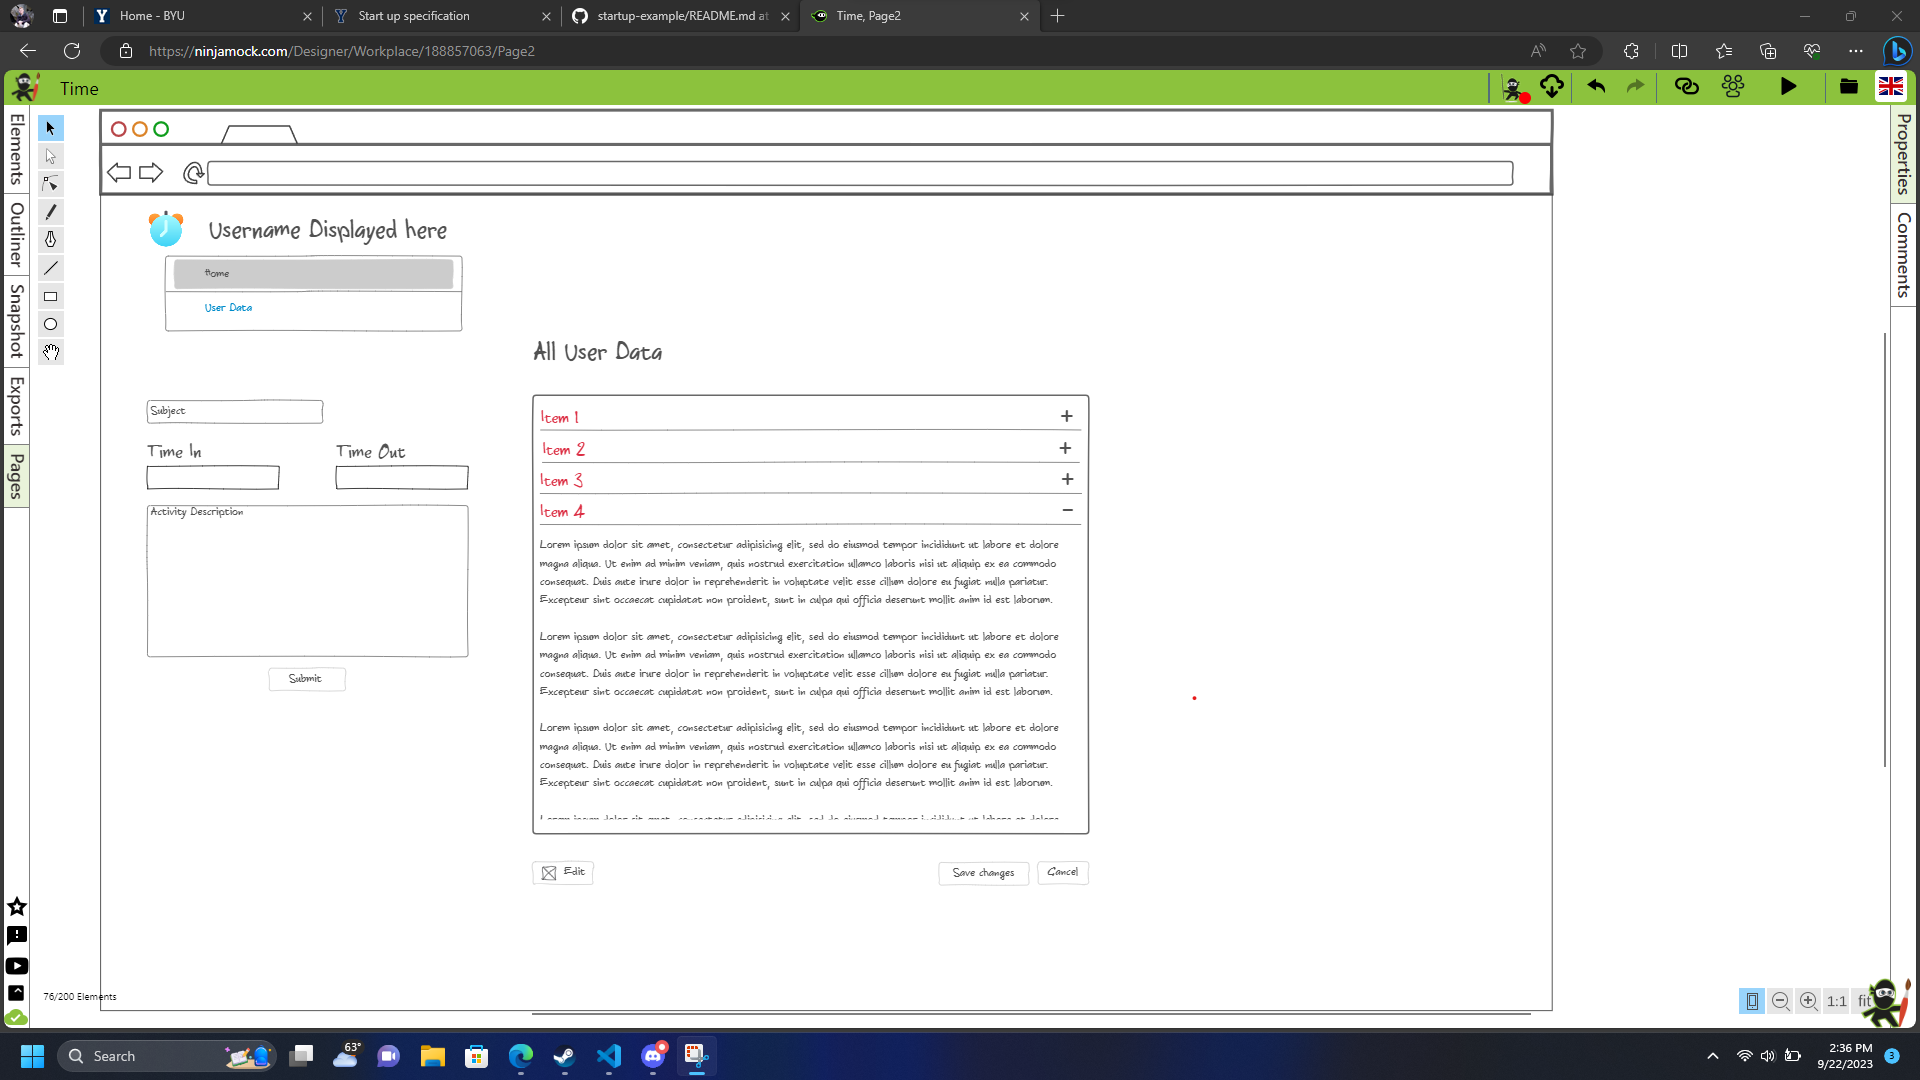 Home - BYU
Start up specification
startup-example/README.md at
Time, Page2
https://ninjamock.com/Designer/Workplace/188857063/Page2
Time
Elements
Outliner
Snapshot
Exports
Pages
Properties
Comments
Username Displayed here
Home
User Data
All User Data
Subject
Time In
Time Out
Activity Description
Submit
Item 1
Item 2
Item 3
Item 4
Lorem ipsum dolor sit amet, consectetur adipisicing elit, sed do eiusmod tempor incididunt ut labore et dolore
magna aliqua. Ut enim ad minim veniam, quis nostrud exercitation ullamco laboris nisi ut aliquip ex ea commodo
consequat. Duis aute irure dolor in reprehenderit in voluptate velit esse cillum dolore eu fugiat nulla pariatur.
Excepteur sint occaecat cupidatat non proident, sunt in culpa qui officia deserunt mollit anim id est laborum.
Lorem ipsum dolor sit amet, consectetur adipisicing elit, sed do eiusmod tempor incididunt ut labore et dolore
magna aliqua. Ut enim ad minim veniam, quis nostrud exercitation ullamco laboris nisi ut aliquip ex ea commodo
consequat. Duis aute irure dolor in reprehenderit in voluptate velit esse cillum dolore eu fugiat nulla pariatur.
Excepteur sint occaecat cupidatat non proident, sunt in culpa qui officia deserunt mollit anim id est laborum.
Lorem ipsum dolor sit amet, consectetur adipisicing elit, sed do eiusmod tempor incididunt ut labore et dolore
magna aliqua. Ut enim ad minim veniam, quis nostrud exercitation ullamco laboris nisi ut aliquip ex ea commodo
consequat. Duis aute irure dolor in reprehenderit in voluptate velit esse cillum dolore eu fugiat nulla pariatur.
Excepteur sint occaecat cupidatat non proident, sunt in culpa qui officia deserunt mollit anim id est laborum.
Edit
Save changes
Cancel
76/200 Elements
1:1
fit
Search
63°
2:36 PM
9/22/2023
3